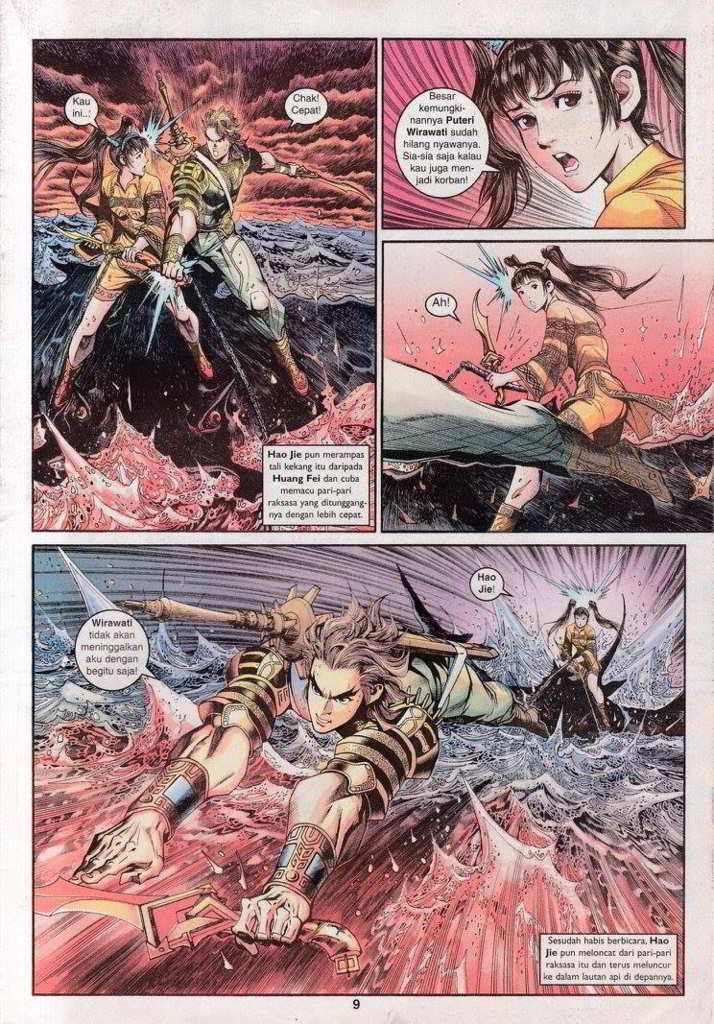 Kau
ini...
Chak!
Cepat!
Hao Jie pun merampas
tali kekang itu daripada
Huang Fei dan cuba
memacu pari-pari
raksasa yang ditunggang-
nya dengan lebih cepat.
Besar
kemungki-
nannya Puteri
Wirawati sudah
hilang nyawanya.
Sia-sia saja kalau
kau juga men-
jadi korban!
Ah!
Wirawati
tidak akan
meninggalkan
aku dengan
begitu saja!
Hao
Jie!
Sesudah habis berbicara, Hao
Jie pun meloncat dari pari-pari
raksasa itu dan terus meluncur
ke dalam lautan api di depannya.
9